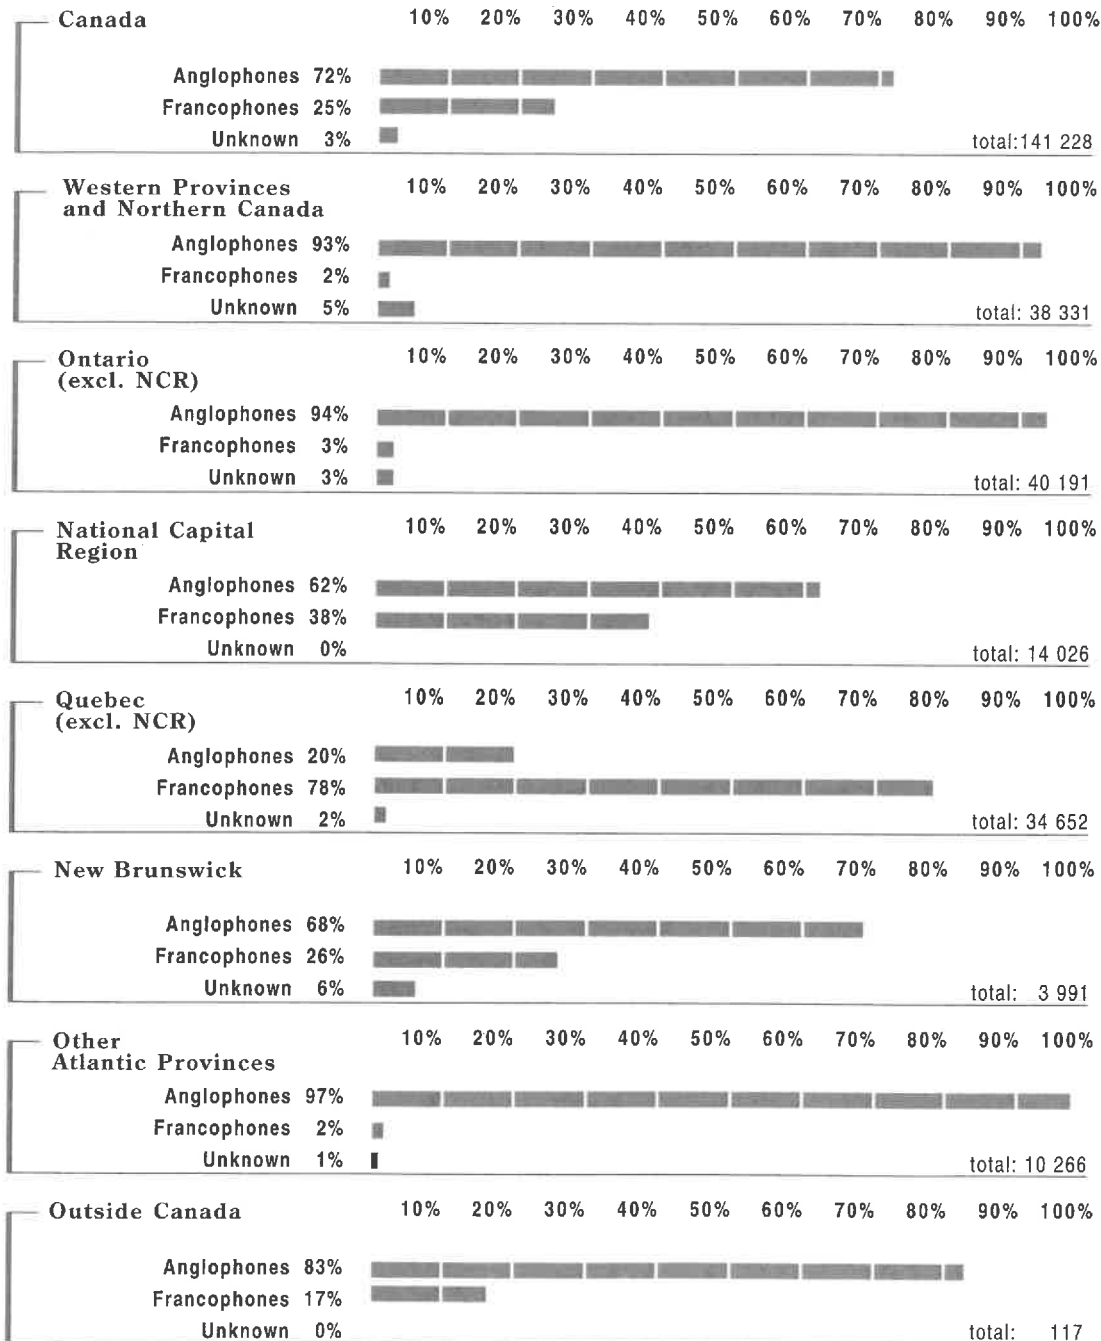 Canada 10% 20% 30% 40% 50% 60% 70% 80% 90% 100%
Anglophones 72%
Francophones 25%
Unknown 3%
total:141 228
Western Provinces 10% 20% 30% 40% 50% 60% 70% 80% 90% 100%
and Northern Canada
Anglophones 93%
Francophones 2%
Unknown 5%
total: 38 331
Ontario 10% 20% 30% 40% 50% 60% 70% 80% 90% 100%
(excl. NCR)
Anglophones 94%
Francophones 3%
Unknown 3%
total: 40 191
National Capital 10% 20% 30% 40% 50% 60% 70% 80% 90% 100%
Region
Anglophones 62%
Francophones 38%
Unknown 0%
total: 14 026
Quebec 10% 20% 30% 40% 50% 60% 70% 80% 90% 100%
(excl. NCR)
Anglophones 20%
Francophones 78%
Unknown 2%
total: 34 652
New Brunswick 10% 20% 30% 40% 50% 60% 70% 80% 90% 100%
Anglophones 68%
Francophones 26%
Unknown 6%
total: 3 991
Other 10% 20% 30% 40% 50% 60% 70% 80% 90% 100%
Atlantic Provinces
Anglophones 97%
Francophones 2%
Unknown 1%
total: 10 266
Outside Canada 10% 20% 30% 40% 50% 60% 70% 80% 90% 100%
Anglophones 83%
Francophones 17%
Unknown 0%
total: 117